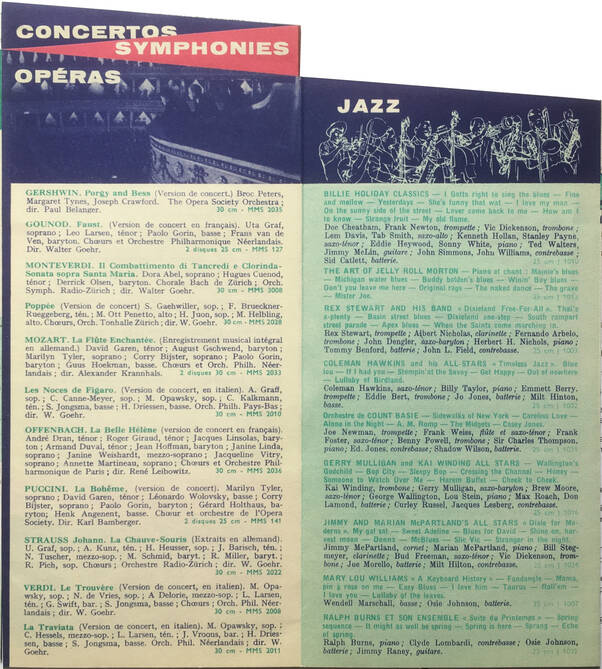 CONCERTOS
SYMPHONIES
OPÉRAS
GERSHWIN. Porgy and Bess (Version de concert.) Broc Peters,
Margaret Tynes, Joseph Crawford. The Opera Society Orchestra ;
dir. Paul Belanger.
30 cm - MMS 2035
GOUNOD. Faust. (Version de concert en français). Uta Graf,
soprano ; Leo Larsen, ténor ; Paolo Gorin, basse ; Frans van de
Ven, baryton. Chœurs et Orchestre Philharmonique Néerlandais.
Dir. Walter Goehr.
2 disques 25 cm - MMS 127
MONTEVERDI. Il Combattimento di Tancredi e Clorinda-
Sonata sopra Santa Maria. Dora Abel, soprano ; Hugues Cuenod,
ténor ; Derrick Olsen, baryton. Chorale Bach de Zürich ; Orch.
Symph. Radio-Zürich ; dir. W. Goehr.
30 cm - MMS 3008
Poppée (Version de concert) S. Gaehwiller, sop. ; F. Brueckner-
Rueggeberg, tén. ; M. Ott Penetto, alto ; H. Juon, sop. ; M. Helbling,
alto. Chœurs, Orch. Tonhalle Zürich ; dir. W. Goehr.
30 cm - MMS 2028
MOZART. La Flûte Enchantée. (Enregistrement musical intégral
en allemand.) David Garen, ténor ; August Gschwend, baryton ;
Marilyn Tyler, soprano ; Corry Bijster, soprano ; Paolo Gorin,
baryton ; Guus Hoekman, basse. Chœurs et Orch. Phil. Néer-
landais ; dir. Alexander Krannhals.
2 disques 30 cm - MMS 2033
Les Noces de Figaro. (Version de concert, en italien). A. Graff,
sop. ; C. Canne-Meyer, sop. ; M. Opawsky, sop. ; C. Kalkmann,
tén. ; S. Jongsma, basse ; H. Driessen, basse. Orch. Phil. Pays-Bas ;
dir. W. Goehr.
30 cm - MMS 2010
OFFENBACH. La Belle Hélène (version de concert en français).
André Dran, ténor ; Roger Giraud, ténor ; Jacques Linsolas, bary-
ton ; Armand Duval, ténor ; Jean Hoffman, baryton ; Janine Linda,
soprano ; Janine Weishardt, mezzo-soprano ; Jacqueline Vitry,
soprano ; Annette Martineau, soprano ; Chœurs et Orchestre Phil-
harmonique de Paris ; dir. René Leibowitz.
30 cm - MMS 2036
PUCCINI. La Bohême, (version de concert). Marilyn Tyler,
soprano ; David Garen, ténor ; Léonardo Wolovsky, basse ; Corry
Bijster, soprano ; Paolo Gorin, baryton ; Gérard Holthaus, ba-
ryton ; Henk Angenent, basse. Chœur et orchestre de l'Opéra
Society. Dir. Karl Bamberger.
2 disques 25 cm - MMS 141
STRAUSS Johann. La Chauve-Souris (Extraits en allemand).
U. Graf, sop. ; A. Kunz, tén. ; H. Heusser, sop. ; J. Barisch, tén. ;
N. Tuscher, mezzo-sop. ; M. Schmid, baryt. ; R. Miller, baryt. ;
R. Pich, sop. Chœurs ; Orchestre Radio-Zürich ; dir. W. Goehr.
30 cm - MMS 2022
VERDI. Le Trouvère (Version de concert, en italien). M. Opa-
wsky, sop. ; N. de Vries, sop. ; A Delorie, mezzo-sop. ; L. Larsen,
tén. ; G. Swift, bar. ; S. Jongsma, basse, Chœurs ; Orch. Phil. Néer-
landais ; dir. W. Goehr.
30 cm - MMS 2008
La Traviata (Version de concert, en italien). M. Opawsky, sop. ;
C. Hessels, mezzo-sop. ; L. Larsen, tén. ; J. Vroons, bar. ; H. Dries-
sen, basse ; S. Jongsma, basse. Orch. Phil. Néerlandais ; dir. W.
Goehr.
30 cm - MMS 2011
JAZZ
BILLIE HOLIDAY CLASSICS — I Gotta right to sing the blues — Fine
and mellow — Yesterdays — She's funny that way — I love my man —
On the sunny side of the street — Lover come back to me — How am I
to know — Strange fruit — My old flame.
Doc Cheatham, Frank Newton, trompette ; Vic Dickenson, trombone ;
Len Davis, Tab Smith, saxo-alto ; Kenneth Hollan, Stanley Payne,
saxo-ténor ; Eddie Heywood, Sonny White, piano ; Ted Walters,
Jimmy McLin, guitare ; John Simmons, John Williams, contrebasse ;
Sid Catlett, batterie.
THE ART OF JELLY ROLL MORTON — Piano et chant : Mamie's blues
— Michigan water blues — Buddy bolden's blues — Winin' Boy blues —
Don't you leave me here — Original rags — The naked dance — The grave
— Mister Joe.
REX STEWART AND HIS BAND « Dixieland Free-For-All ». That's
a-plenty — Basin street blues — Dixieland one-step — South rampart
street parade — Apex blues — When the Saints come marching in.
Rex Stewart, trompette ; Albert Nicholas, clarinette ; Fernando Arbelo,
trombone ; John Dengler, saxo-baryton ; Herbert H. Nichols, piano ;
Tommy Benford, batterie ; John L. Field, contrebasse.
25 cm J 1009
COLEMAN HAWKINS and his ALL-STARS « Timeless Jazz ». Blue
lou — If I had you — Stompin'at the Savoy — Get Happy — Out of nowhere
— Lullaby of Birdland.
Coleman Hawkins, saxo-ténor ; Billy Taylor, piano ; Emmett Berry,
trompette ; Eddie Bert, trombone ; Jo Jones, batterie ; Milt Hinton,
basse.
Orchestre de COUNT BASIE — Sidewalks of New York — Careless Love —
Alone in the Night — A. M. Romp — The Midgets — Cosy Jones.
Joe Newman, trompette ; Frank Weiss, flûte et saxo-ténor ; Frank
Foster, saxo-ténor ; Benny Powell, trombone ; Sir Charles Thompson,
piano ; Ed. Jones, contrebasse ; Shadow Wilson, batterie.
GERRY MULLIGAN and KAI WINDING ALL STARS — Wallington's
Godchild — Bop City — Sleepy Bop — Crossing the Channel — Honey —
Someone to Watch Over Me — Harem Buffet — Cheek to Cheek.
Kai Winding, trombone ; Gerry Mulligan, saxo-baryton ; Brew Moore,
saxo-ténor ; George Wallington, Lou Stein, piano ; Max Roach, Don
Lamond, batterie ; Curley Russel, Jacques Lesberg, contrebasse.
JIMMY AND MARIAN McPARTLAND'S ALL STARS « Dixie for Mo-
derns ». My gal sal — Sweet Adeline — Blues for David — Shine on, har-
vest moon — Deems — McBlues — She Vic — Stranger in the night.
Jimmy McPartland, cornet ; Marian McPartland, piano ; Bill Steg-
meyer, clarinette ; Bud Freeman, saxo-ténor ; Vic Dickenson, trom-
bone ; Joe Morello, batterie ; Milt Hilton, contrebasse.
MARY LOU WILLIAMS « A Keyboard History » — Fandangle — Mama,
pin a rose on me — Easy Blues — I love him — Taurus — Roll'em —
I love you — Lullaby of the leaves.
Wendell Marschall, basse ; Osie Johnson, batterie.
25 cm J 1007
RALPH BURNS ET SON ENSEMBLE « Suite du Printemps ». — Spring
sequence — It might as well be spring — Spring is here — Sprang — Echo
of spring.
Ralph Burns, piano ; Clyde Lombardi, contrebasse ; Osie Johnson,
batterie ; Jimmy Raney, guitare.